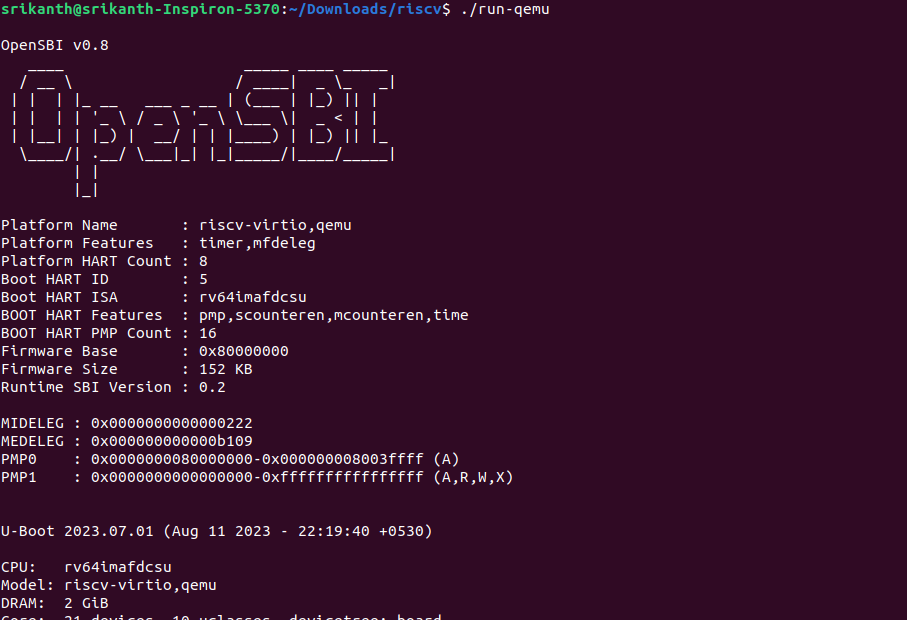 srikanth@srikanth-Inspiron-5370:~/Downloads/riscv$ ./run-qemu
OpenSBI v0.8
   ____                    _____ ____ _____
  / __ \                  / ____|  _ \_   _|
 | |  | |_ __   ___ _ __ | (___ | |_) || |
 | |  | | '_ \ / _ \ '_ \ \___ \|  _ < | |
 | |__| | |_) |  __/ | | |____) | |_) || |_
  \____/| .__/ \___|_| |_|_____/|____/_____|
        | |
        |_|
Platform Name       : riscv-virtio,qemu
Platform Features   : timer,mfdeleg
Platform HART Count : 8
Boot HART ID        : 5
Boot HART ISA       : rv64imafdcsu
BOOT HART Features  : pmp,scounteren,mcounteren,time
BOOT HART PMP Count : 16
Firmware Base       : 0x80000000
Firmware Size       : 152 KB
Runtime SBI Version : 0.2
MIDELEG : 0x0000000000000222
MEDELEG : 0x000000000000b109
PMP0    : 0x0000000080000000-0x000000008003ffff (A)
PMP1    : 0x0000000000000000-0xffffffffffffffff (A,R,W,X)
U-Boot 2023.07.01 (Aug 11 2023 - 22:19:40 +0530)
CPU:   rv64imafdcsu
Model: riscv-virtio,qemu
DRAM:  2 GiB
Core:  21 devices, 10 uclasses, devicetree: board